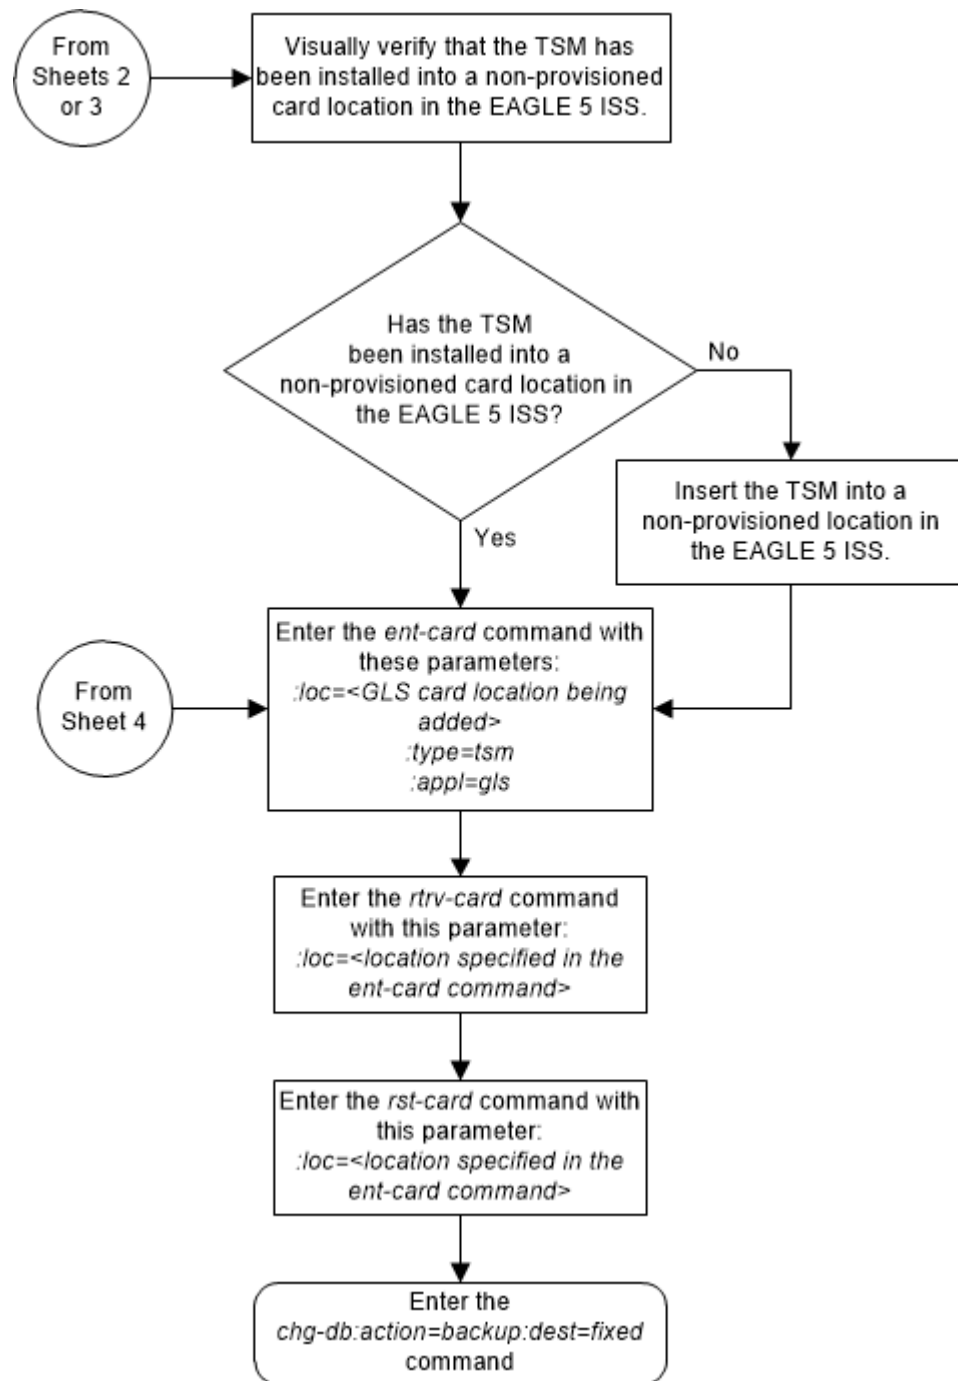 From
Sheets 2
or 3
Visually verify that the TSM has
been installed into a non-provisioned
card location in the EAGLE 5 ISS.
Has the TSM
been installed into a
non-provisioned card location in
the EAGLE 5 ISS?
No
Insert the TSM into a
non-provisioned location in
the EAGLE 5 ISS.
Yes
From
Sheet 4
Enter the ent-card command with
these parameters:
:loc=<GLS card location being
added>
:type=tsm
:appl=gls
Enter the rtrv-card command
with this parameter:
:loc=<location specified in the
ent-card command>
Enter the rst-card command with
this parameter:
:loc=<location specified in the
ent-card command>
Enter the
chg-db:action=backup:dest=fixed
command